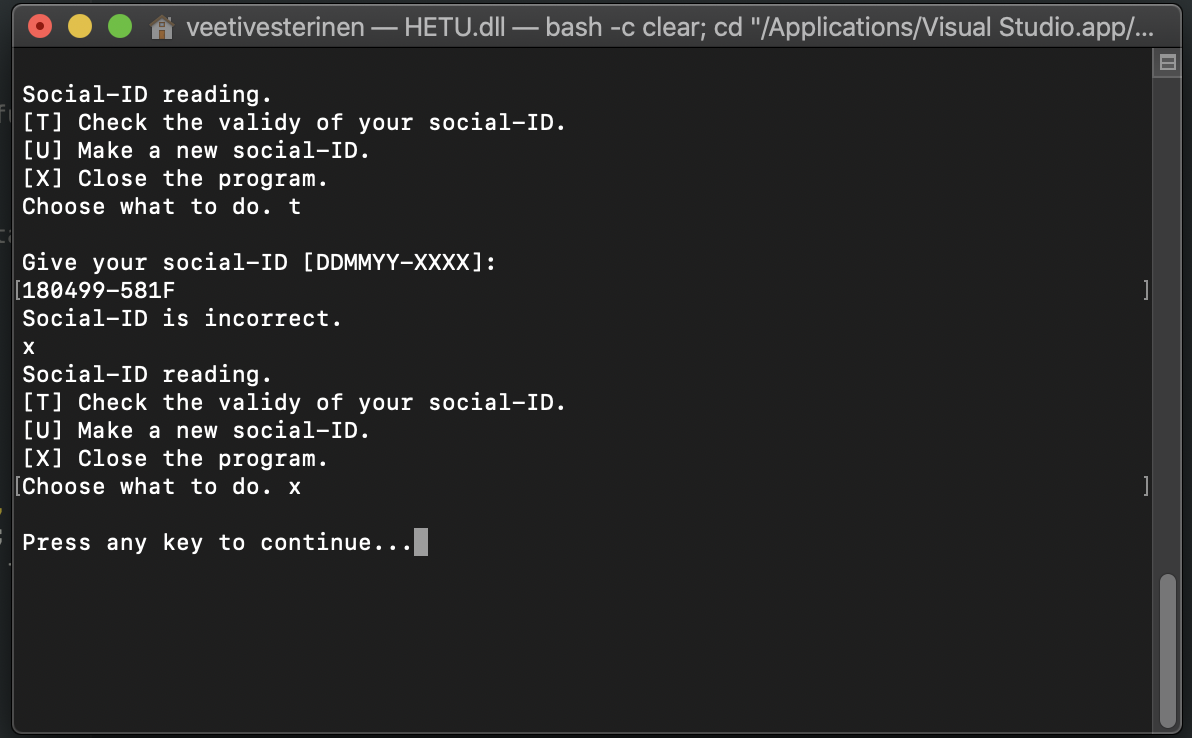 veetivesterinen — HETU.dll — bash -c clear; cd "/Applications/Visual Studio.app/...
Social-ID reading.
[T] Check the validy of your social-ID.
[U] Make a new social-ID.
[X] Close the program.
Choose what to do. t
Give your social-ID [DDMMYY-XXXX]:
[180499-581F ]
Social-ID is incorrect.
x
Social-ID reading.
[T] Check the validy of your social-ID.
[U] Make a new social-ID.
[X] Close the program.
[Choose what to do. x ]
Press any key to continue...